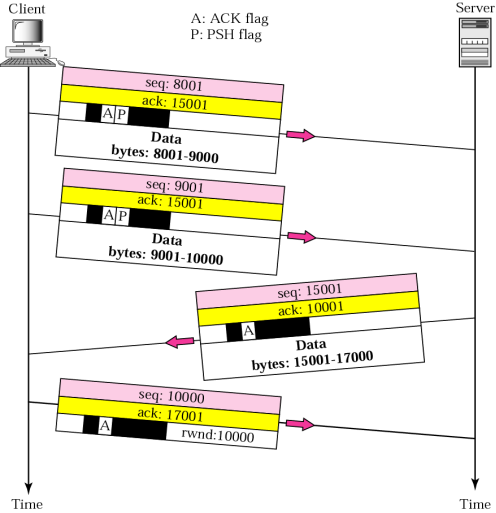 Client
Server
A: ACK flag
P: PSH flag
seq: 8001
ack: 15001
A P
Data
bytes: 8001-9000
seq: 9001
ack: 15001
A P
Data
bytes: 9001-10000
seq: 15001
ack: 10001
A
Data
bytes: 15001-17000
seq: 10000
ack: 17001
A
rwnd:10000
Time
Time